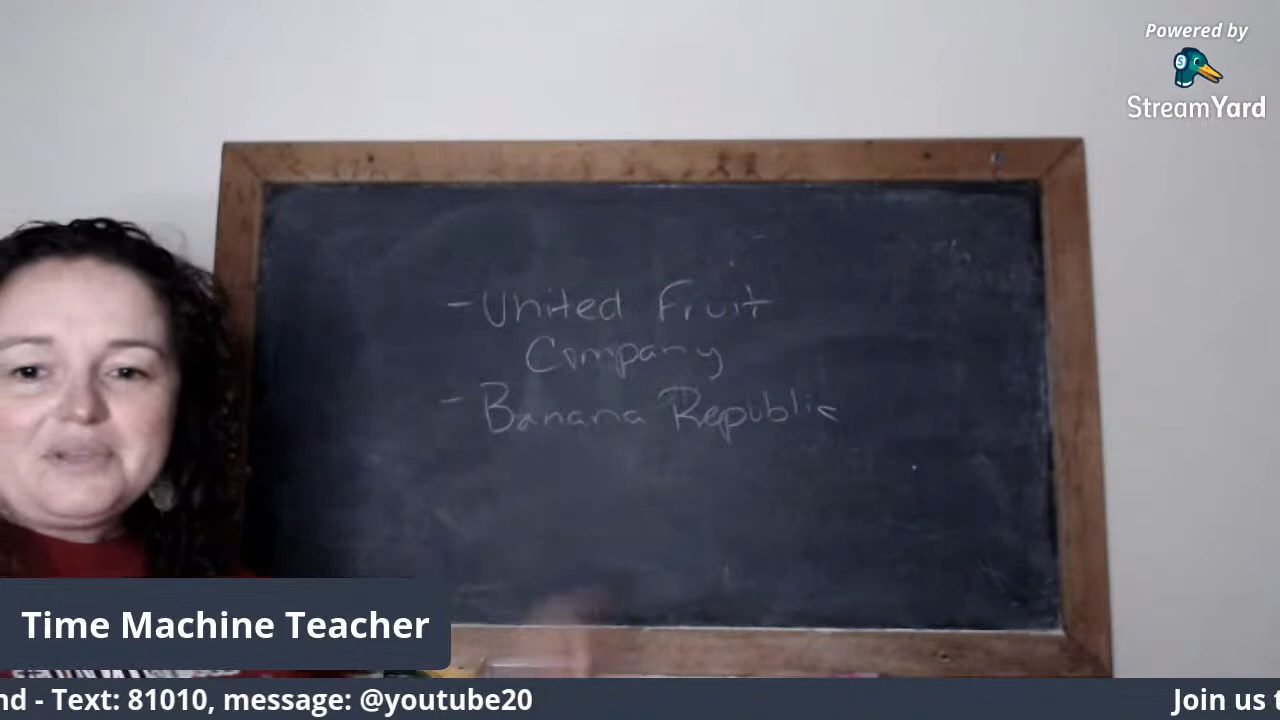 Powered by
StreamYard
- United Fruit
Company
- Banana Republic
Time Machine Teacher
nd - Text: 81010, message: @youtube20
Join us t